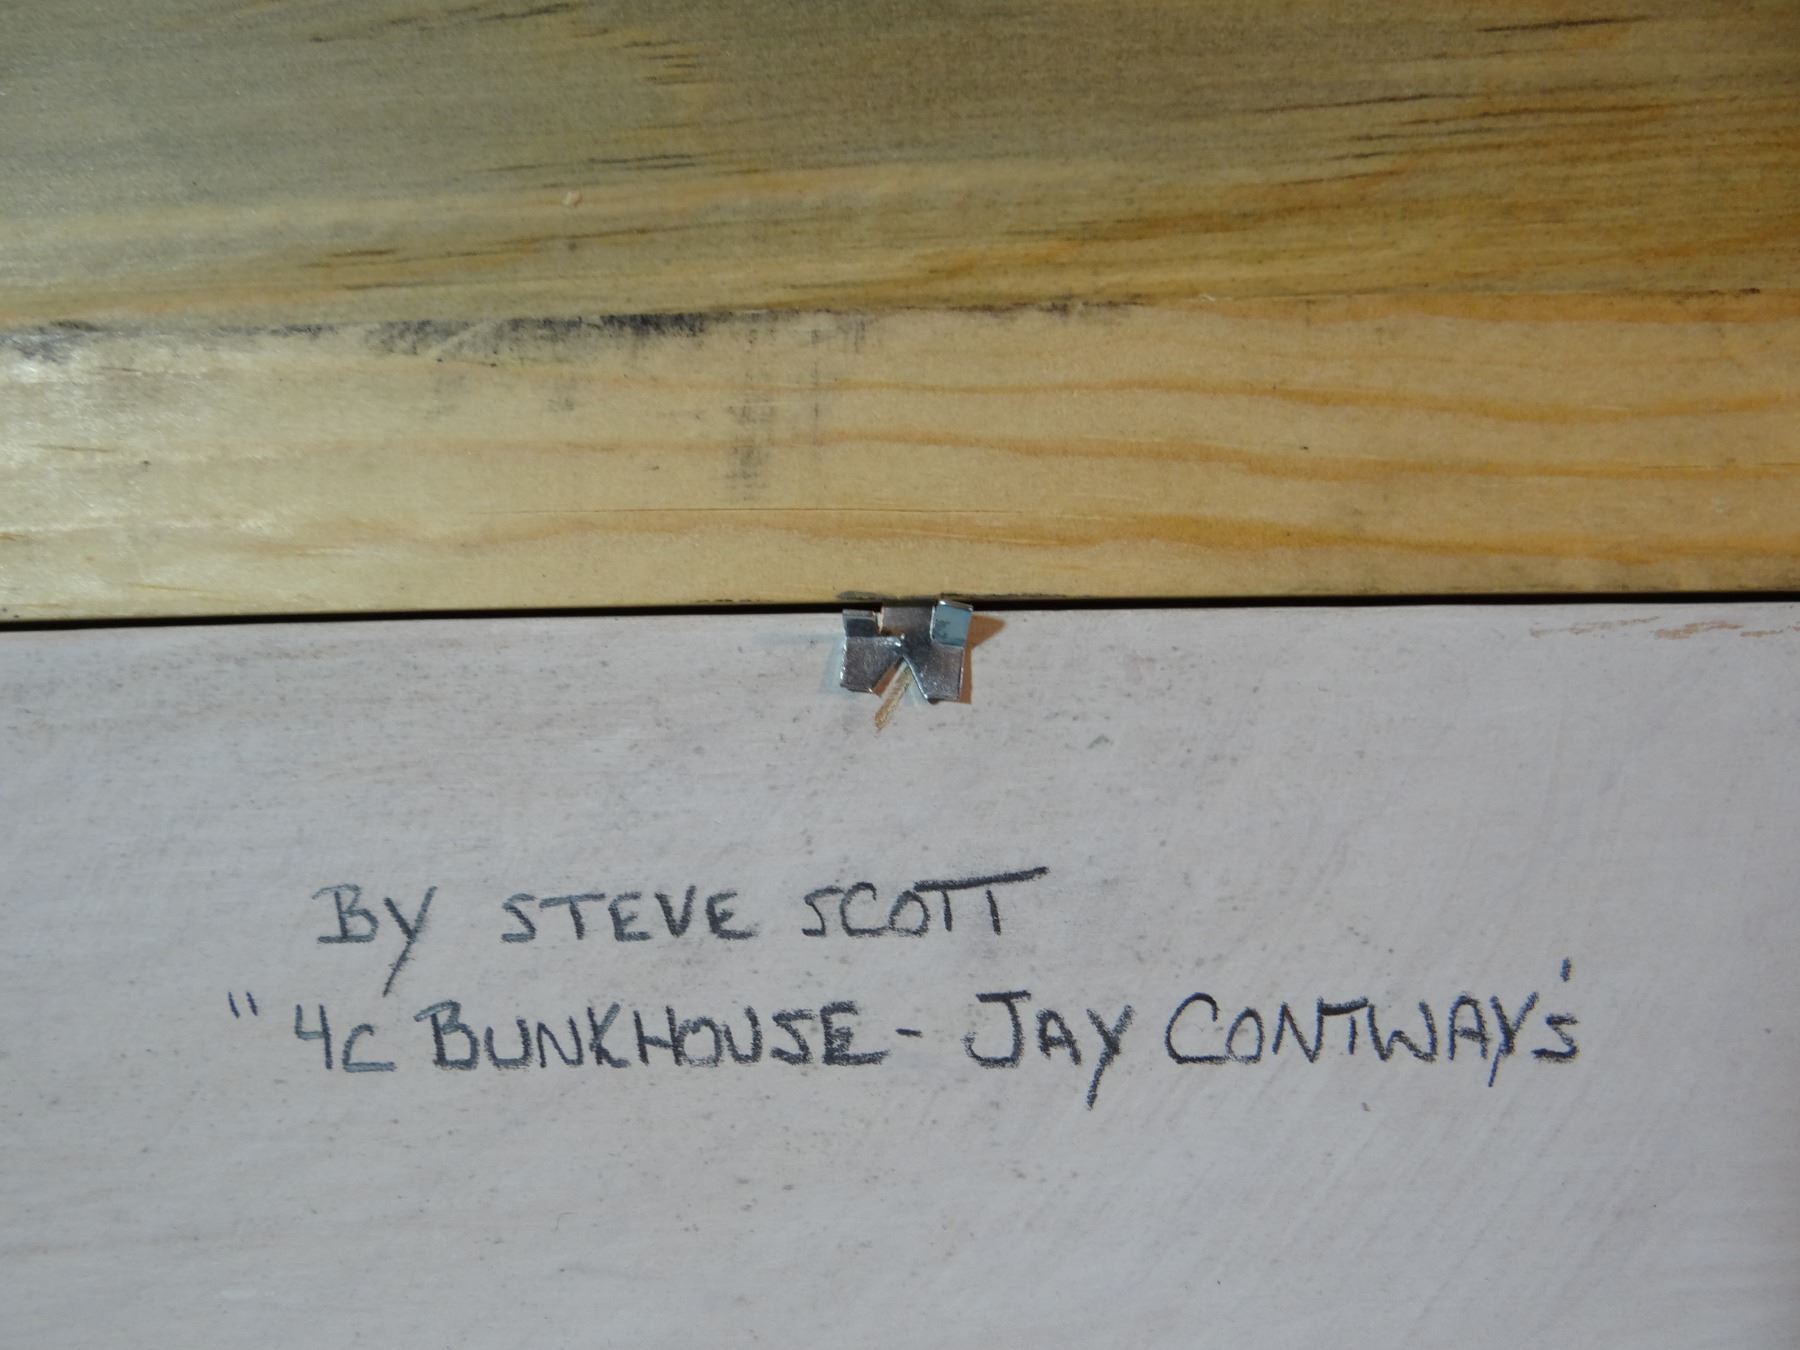 By STEVE SCOTT
" 4C BUNKHOUSE - JAY CONTWAY'S